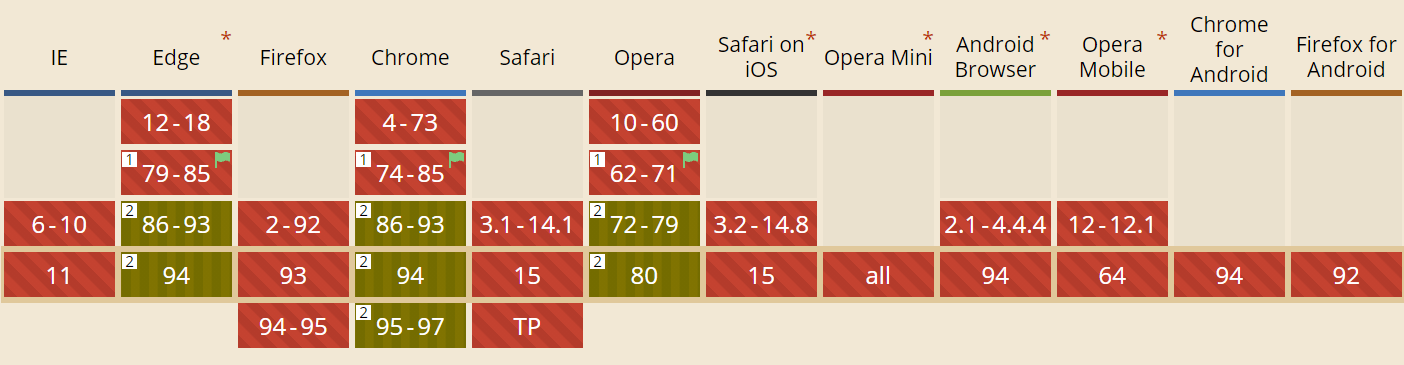 IE
Edge *
Firefox
Chrome
Safari
Opera
Safari on *
iOS
Opera Mini *
Android *
Browser
Opera *
Mobile
Chrome
for
Android
Firefox for
Android
12-18
4-73
10-60
1 79-85
1 74-85
1 62-71
6-10
2 86-93
2-92
2 86-93
3.1-14.1
2 72-79
3.2-14.8
2.1-4.4.4
12-12.1
11
2 94
93
2 94
15
2 80
15
all
94
64
94
92
94-95
2 95-97
TP